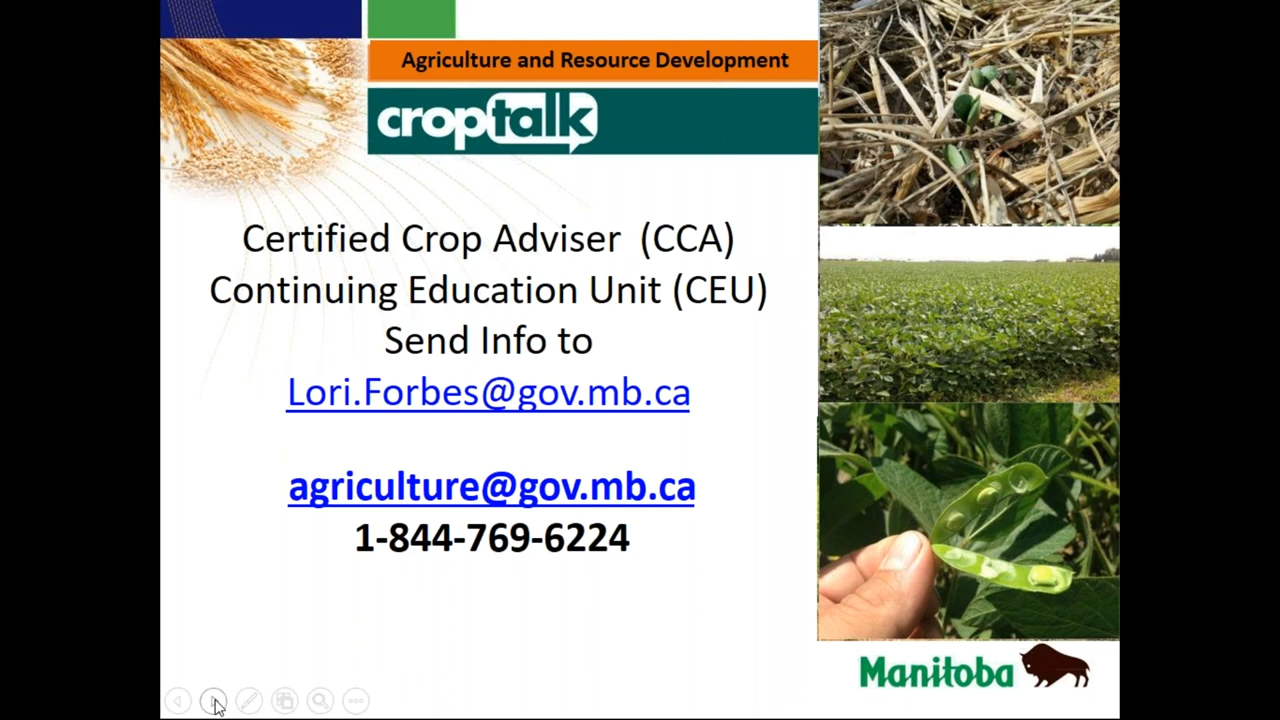 Agriculture and Resource Development
croptalk
Certified Crop Adviser (CCA)
Continuing Education Unit (CEU)
Send Info to
Lori.Forbes@gov.mb.ca
agriculture@gov.mb.ca
1-844-769-6224
Manitoba